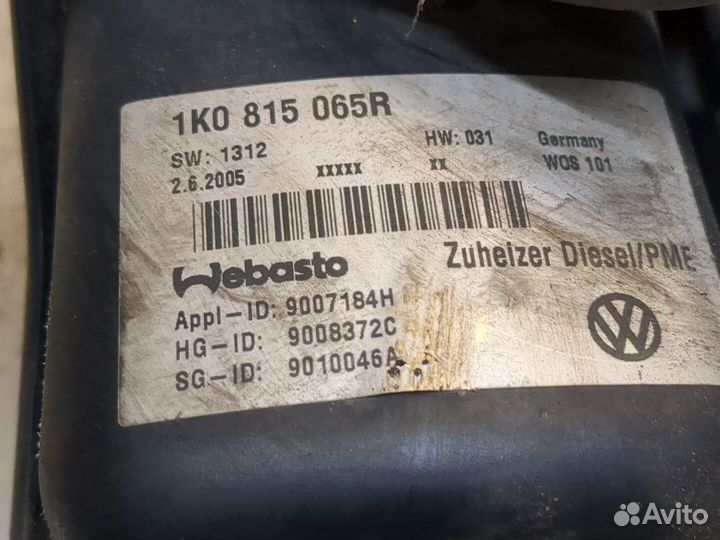 1K0 815 065R
SW: 1312 HW: 031 Germany
2.6.2005 xxxxx xx WOS 101
Webasto
Zuheizer Diesel/PME
Appl-ID: 9007184H
HG-ID: 9008372C
SG-ID: 9010046A
Avito